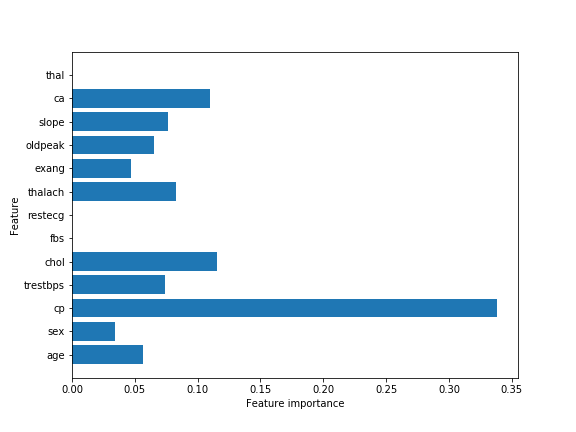 thal
ca
slope
oldpeak
exang
thalach
restecg
fbs
chol
trestbps
cp
sex
age
Feature
0.00 0.05 0.10 0.15 0.20 0.25 0.30 0.35
Feature importance